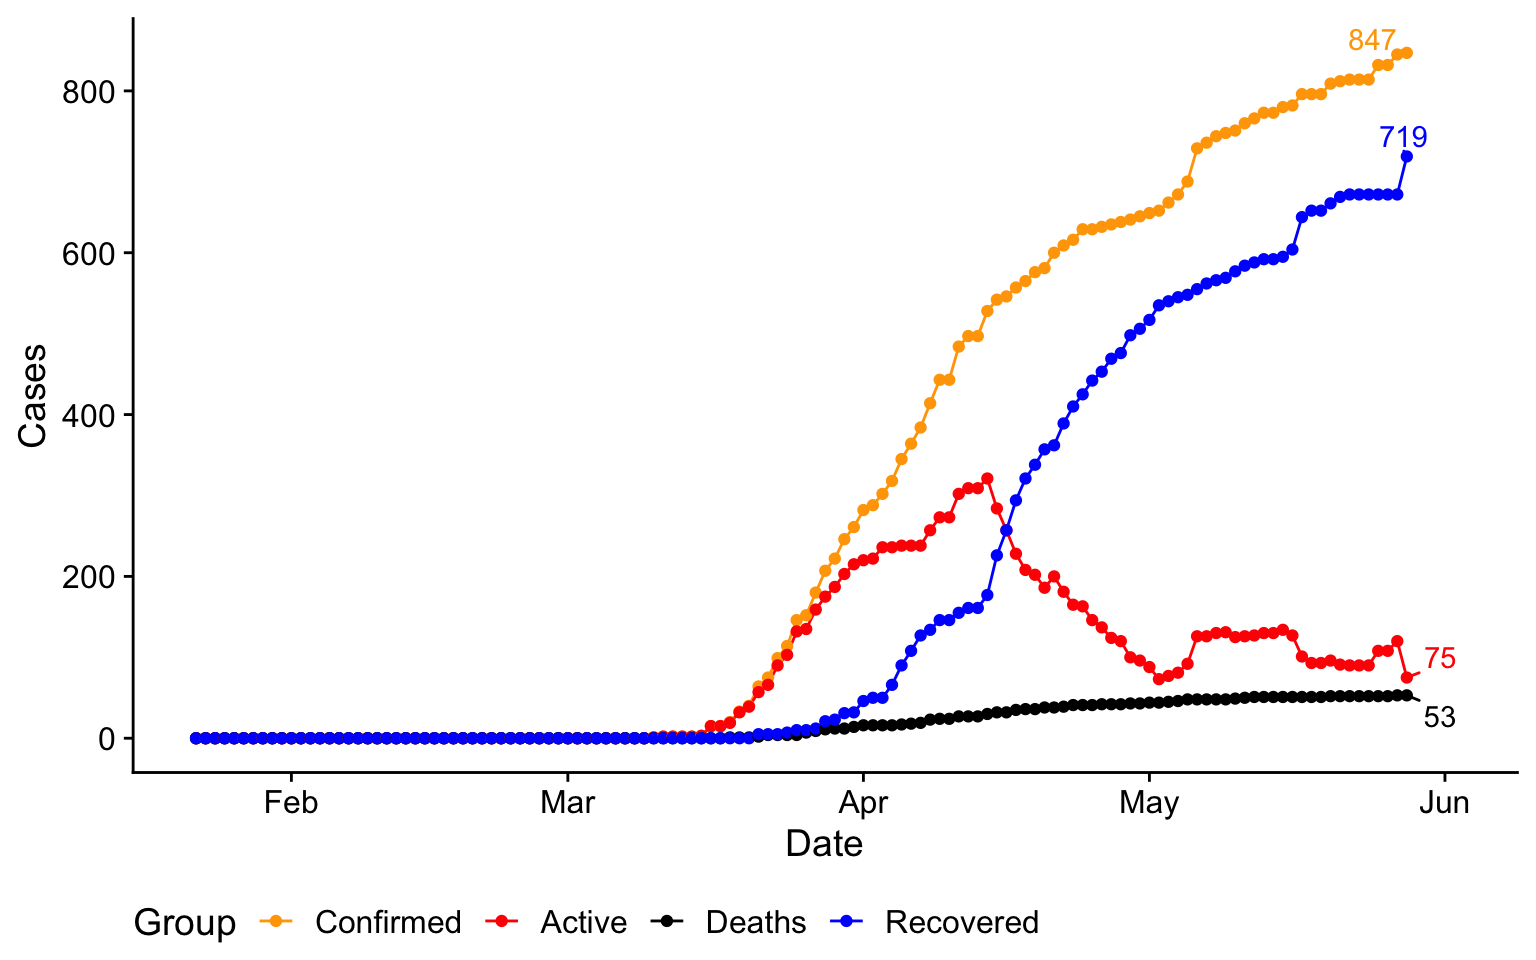 847
800
719
600
Cases
400
200
75
53
0
Feb Mar Apr May Jun
Date
Group Confirmed Active Deaths Recovered